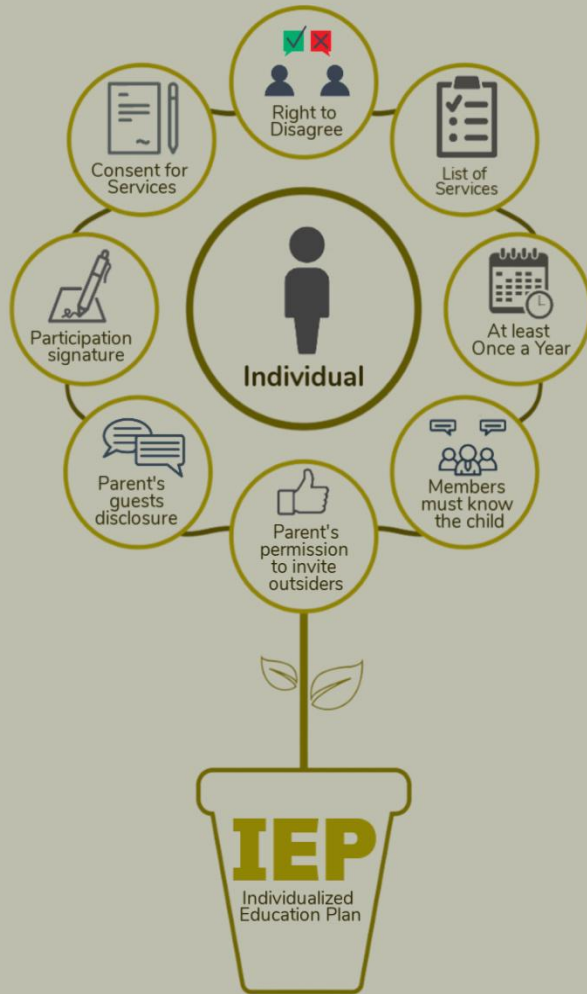 Right to
Disagree
List of
Services
At least
Once a Year
Members
must know
the child
Parent's
permission
to invite
outsiders
Parent's
guests
disclosure
Participation
signature
Consent for
Services
Individual
IEP
Individualized
Education Plan